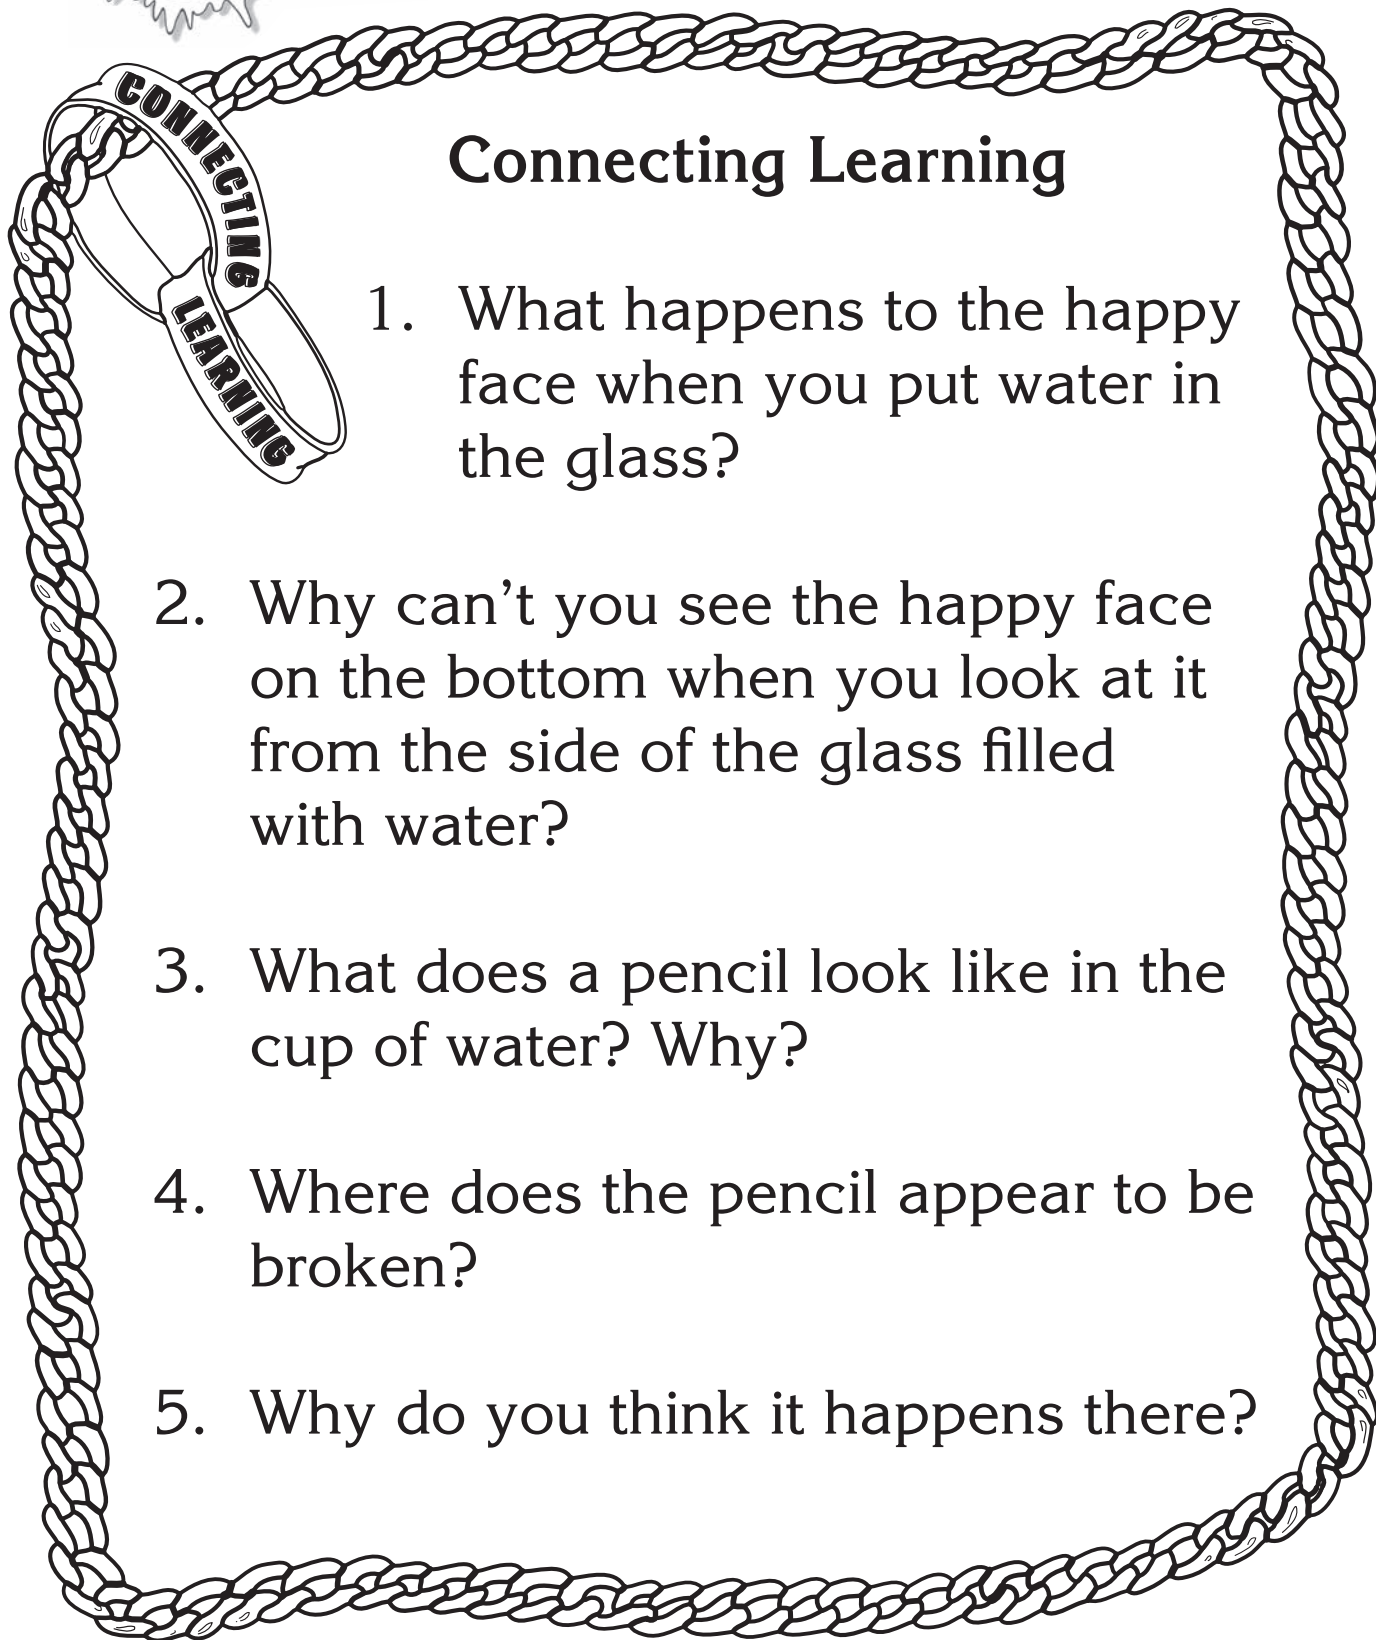 CONNECTING
LEARNING
Connecting Learning
1. What happens to the happy
face when you put water in
the glass?
2. Why can’t you see the happy face
on the bottom when you look at it
from the side of the glass filled
with water?
3. What does a pencil look like in the
cup of water? Why?
4. Where does the pencil appear to be
broken?
5. Why do you think it happens there?